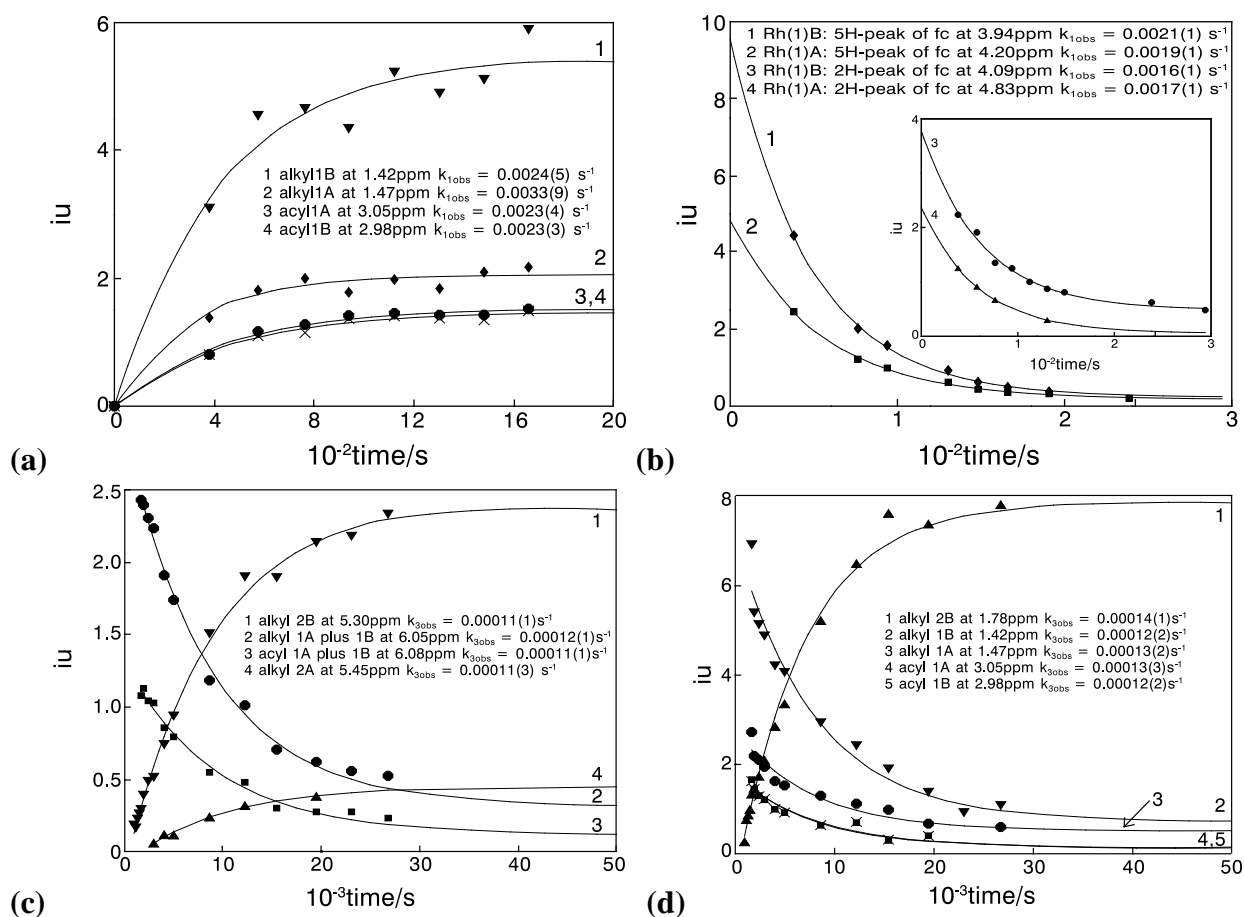 6
4
2
0
iu
1
1 alkyl1B at 1.42ppm k1obs = 0.0024(5) s-1
2 alkyl1A at 1.47ppm k1obs = 0.0033(9) s-1
3 acyl1A at 3.05ppm k1obs = 0.0023(4) s-1
4 acyl1B at 2.98ppm k1obs = 0.0023(3) s-1
2
3,4
0 4 8 12 16 20
10-2time/s
(a)
10
8
6
4
2
0
iu
1 Rh(1)B: 5H-peak of fc at 3.94ppm k1obs = 0.0021(1) s-1
2 Rh(1)A: 5H-peak of fc at 4.20ppm k1obs = 0.0019(1) s-1
3 Rh(1)B: 2H-peak of fc at 4.09ppm k1obs = 0.0016(1) s-1
4 Rh(1)A: 2H-peak of fc at 4.83ppm k1obs = 0.0017(1) s-1
1
2
4
2
0
iu
3
4
0 1 2 3
10-2time/s
0 1 2 3
10-2time/s
(b)
2.5
2.0
1.5
1.0
0.5
0
iu
1
1 alkyl 2B at 5.30ppm k3obs = 0.00011(1)s-1
2 alkyl 1A plus 1B at 6.05ppm k3obs = 0.00012(1)s-1
3 acyl 1A plus 1B at 6.08ppm k3obs = 0.00011(1)s-1
4 alkyl 2A at 5.45ppm k3obs = 0.00011(3) s-1
4
2
3
0 10 20 30 40 50
10-3time/s
(c)
8
6
4
2
0
iu
1
1 alkyl 2B at 1.78ppm k3obs = 0.00014(1)s-1
2 alkyl 1B at 1.42ppm k3obs = 0.00012(2)s-1
3 alkyl 1A at 1.47ppm k3obs = 0.00013(2)s-1
4 acyl 1A at 3.05ppm k3obs = 0.00013(3)s-1
5 acyl 1B at 2.98ppm k3obs = 0.00012(2)s-1
3
2
4,5
0 10 20 30 40 50
10-3time/s
(d)